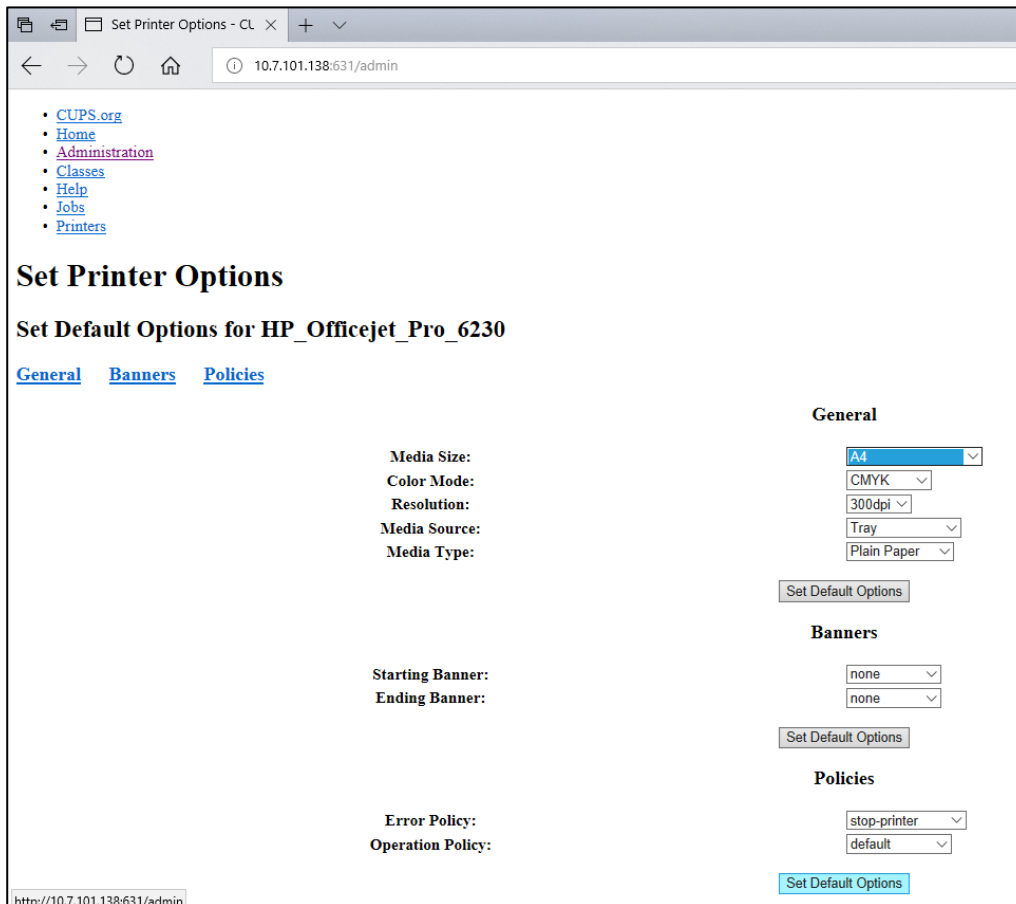 Set Printer Options - CU
10.7.101.138:631/admin
CUPS.org
Home
Administration
Classes
Help
Jobs
Printers
Set Printer Options
Set Default Options for HP_Officejet_Pro_6230
General Banners Policies
General
Media Size: A4
Color Mode: CMYK
Resolution: 300dpi
Media Source: Tray
Media Type: Plain Paper
Set Default Options
Banners
Starting Banner: none
Ending Banner: none
Set Default Options
Policies
Error Policy: stop-printer
Operation Policy: default
Set Default Options
http://10.7.101.138:631/admin